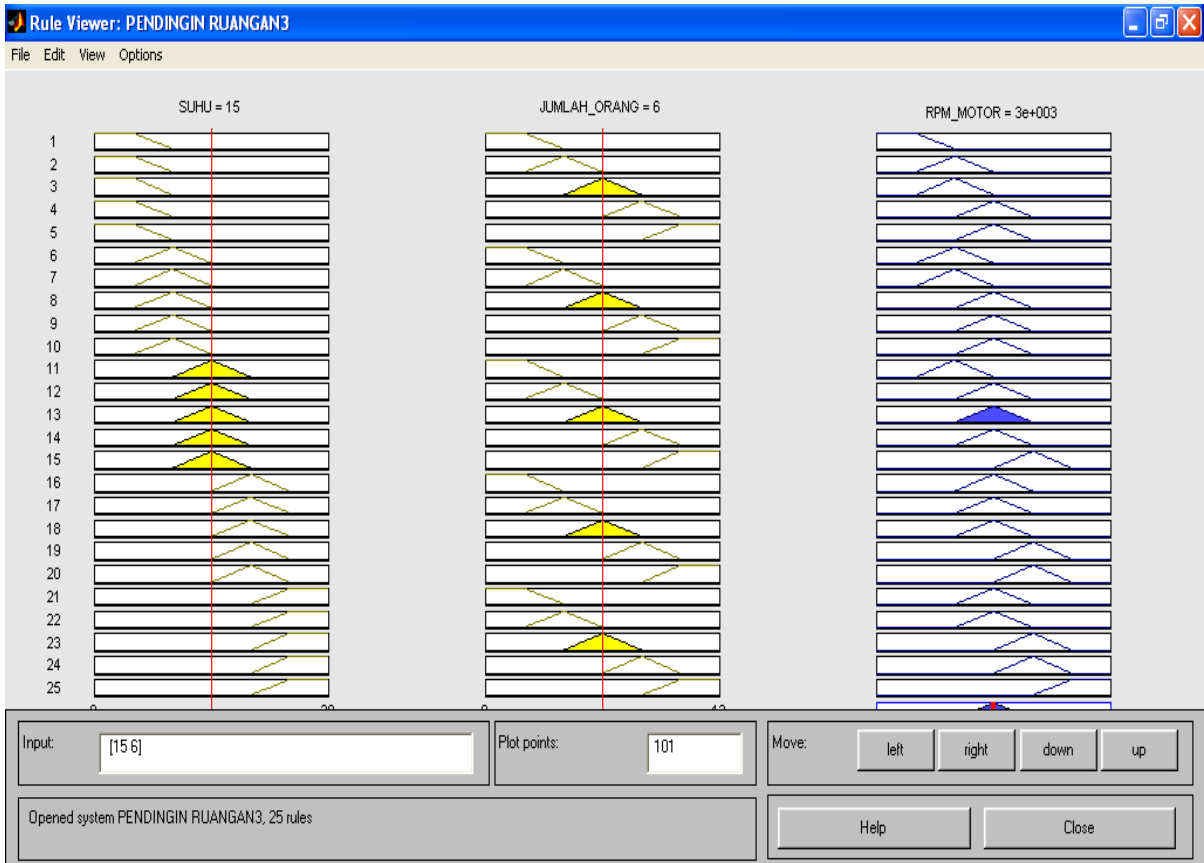 Rule Viewer: PENDINGIN RUANGAN3
File Edit View Options
SUHU = 15
JUMLAH_ORANG = 6
RPM_MOTOR = 3e+003
1
2
3
4
5
6
7
8
9
10
11
12
13
14
15
16
17
18
19
20
21
22
23
24
25
Input: [15 6]
Plot points: 101
Move: left right down up
Opened system PENDINGIN RUANGAN3, 25 rules
Help Close